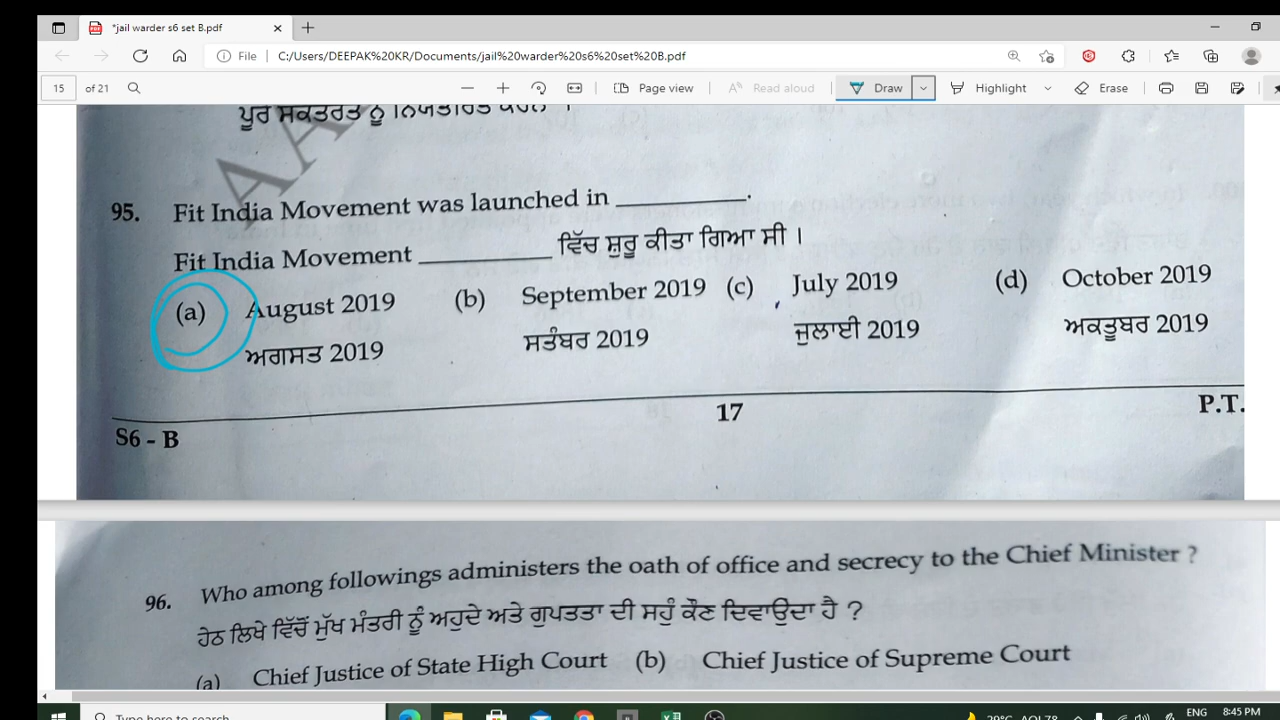 *jail warder s6 set B.pdf
File C:/Users/DEEPAK%20KR/Documents/jail%20warder%20s6%20set%20B.pdf
15 of 21 Page view Read aloud Draw Highlight Erase
95. Fit India Movement was launched in ________.
Fit India Movement ________ ਵਿੱਚ ਸ਼ੁਰੂ ਕੀਤਾ ਗਿਆ ਸੀ ।
(a) August 2019 (b) September 2019 (c) July 2019 (d) October 2019
ਅਗਸਤ 2019 ਸਤੰਬਰ 2019 ਜੁਲਾਈ 2019 ਅਕਤੂਬਰ 2019
S6 - B 17 P.T.
96. Who among followings administers the oath of office and secrecy to the Chief Minister ?
ਹੇਠ ਲਿਖੇ ਵਿੱਚੋਂ ਮੁੱਖ ਮੰਤਰੀ ਨੂੰ ਅਹੁਦੇ ਅਤੇ ਗੁਪਤਤਾ ਦੀ ਸਹੁੰ ਕੌਣ ਦਿਵਾਉਂਦਾ ਹੈ ?
(a) Chief Justice of State High Court (b) Chief Justice of Supreme Court
Type here to search ENG 8:45 PM